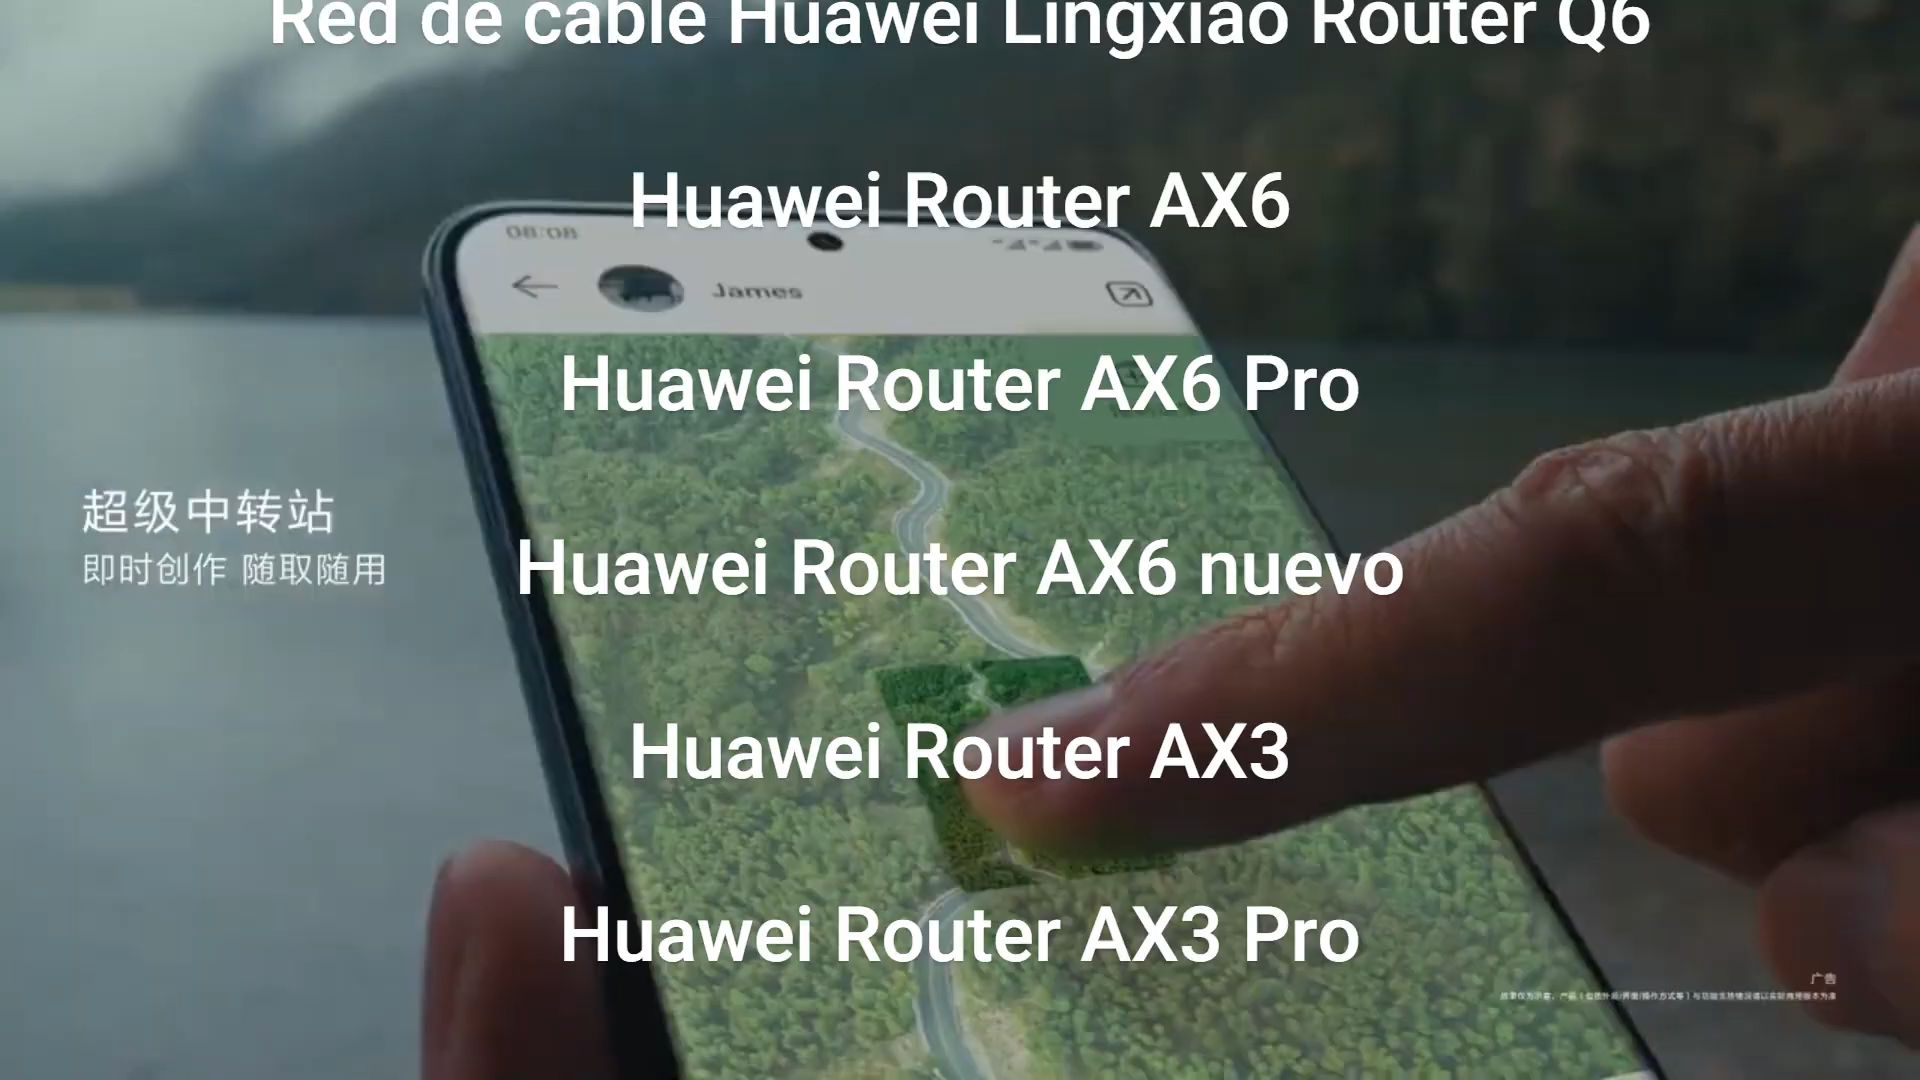 Red de cable Huawei Lingxiao Router Q6
Huawei Router AX6
08:08
James
Huawei Router AX6 Pro
超级中转站
即时创作 随取随用
Huawei Router AX6 nuevo
Huawei Router AX3
Huawei Router AX3 Pro
广告